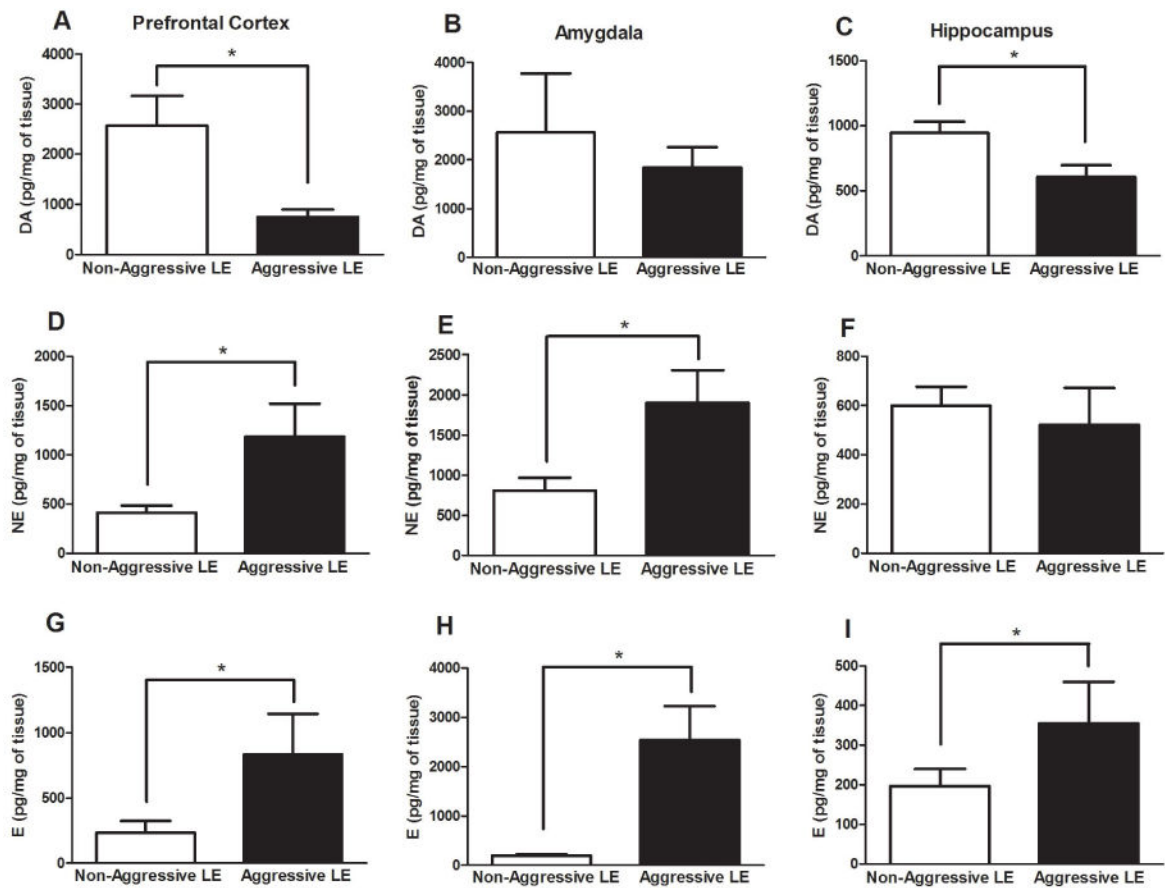 A
Prefrontal Cortex
DA (pg/mg of tissue)
4000
3000
2000
1000
0
*
Non-Aggressive LE
Aggressive LE
B
Amygdala
DA (pg/mg of tissue)
4000
3000
2000
1000
0
Non-Aggressive LE
Aggressive LE
C
Hippocampus
DA (pg/mg of tissue)
1500
1000
500
0
*
Non-Aggressive LE
Aggressive LE
D
NE (pg/mg of tissue)
2000
1500
1000
500
0
*
Non-Aggressive LE
Aggressive LE
E
NE (pg/mg of tissue)
2500
2000
1500
1000
500
0
*
Non-Aggressive LE
Aggressive LE
F
NE (pg/mg of tissue)
800
600
400
200
0
Non-Aggressive LE
Aggressive LE
G
E (pg/mg of tissue)
1500
1000
500
0
*
Non-Aggressive LE
Aggressive LE
H
E (pg/mg of tissue)
4000
3000
2000
1000
0
*
Non-Aggressive LE
Aggressive LE
I
E (pg/mg of tissue)
500
400
300
200
100
0
*
Non-Aggressive LE
Aggressive LE